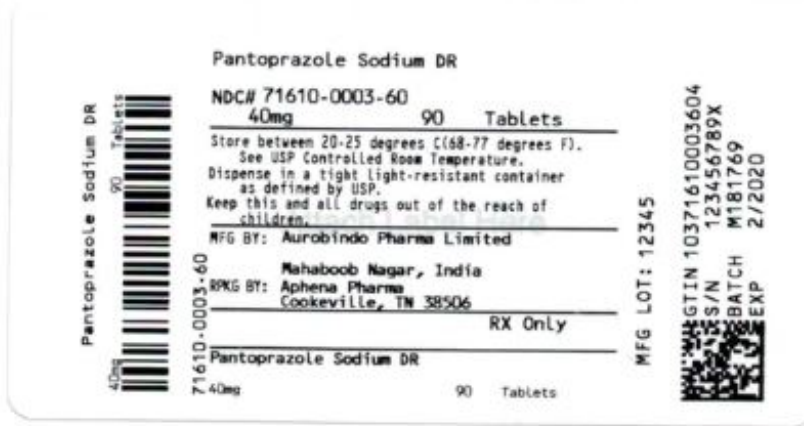 Pantoprazole Sodium DR
NDC# 71610-0003-60
40mg 90 Tablets
Store between 20-25 degrees C(68-77 degrees F).
See USP Controlled Room Temperature.
Dispense in a tight light-resistant container
as defined by USP.
Keep this and all drugs out of the reach of
children.
Attach Label Here
MFG BY: Aurobindo Pharma Limited
Mahaboob Nagar, India
RPKG BY: Aphena Pharma
Cookeville, TN 38506
RX Only
Pantoprazole Sodium DR
40mg 90 Tablets
Pantoprazole Sodium DR
40mg 90 Tablets
71610-0003-60
MFG LOT: 12345
GTIN 10371610003604
S/N 123456789X
BATCH M181769
EXP 2/2020